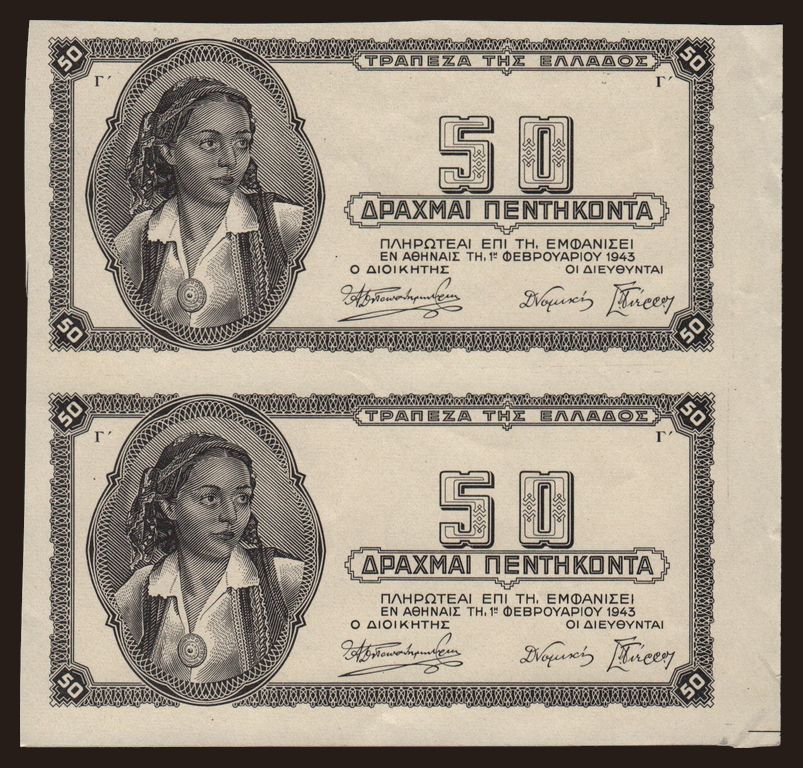 50 ΤΡΑΠΕΖΑ ΤΗΣ ΕΛΛΑΔΟΣ 50
Γ΄ Γ΄
50
ΔΡΑΧΜΑΙ ΠΕΝΤΗΚΟΝΤΑ
ΠΛΗΡΩΤΕΑΙ ΕΠΙ ΤΗ, ΕΜΦΑΝΙΣΕΙ
ΕΝ ΑΘΗΝΑΙΣ ΤΗ, 1ῃ ΦΕΒΡΟΥΑΡΙΟΥ 1943
Ο ΔΙΟΙΚΗΤΗΣ ΟΙ ΔΙΕΥΘΥΝΤΑΙ
50 50
50 ΤΡΑΠΕΖΑ ΤΗΣ ΕΛΛΑΔΟΣ 50
Γ΄ Γ΄
50
ΔΡΑΧΜΑΙ ΠΕΝΤΗΚΟΝΤΑ
ΠΛΗΡΩΤΕΑΙ ΕΠΙ ΤΗ, ΕΜΦΑΝΙΣΕΙ
ΕΝ ΑΘΗΝΑΙΣ ΤΗ, 1ῃ ΦΕΒΡΟΥΑΡΙΟΥ 1943
Ο ΔΙΟΙΚΗΤΗΣ ΟΙ ΔΙΕΥΘΥΝΤΑΙ
50 50